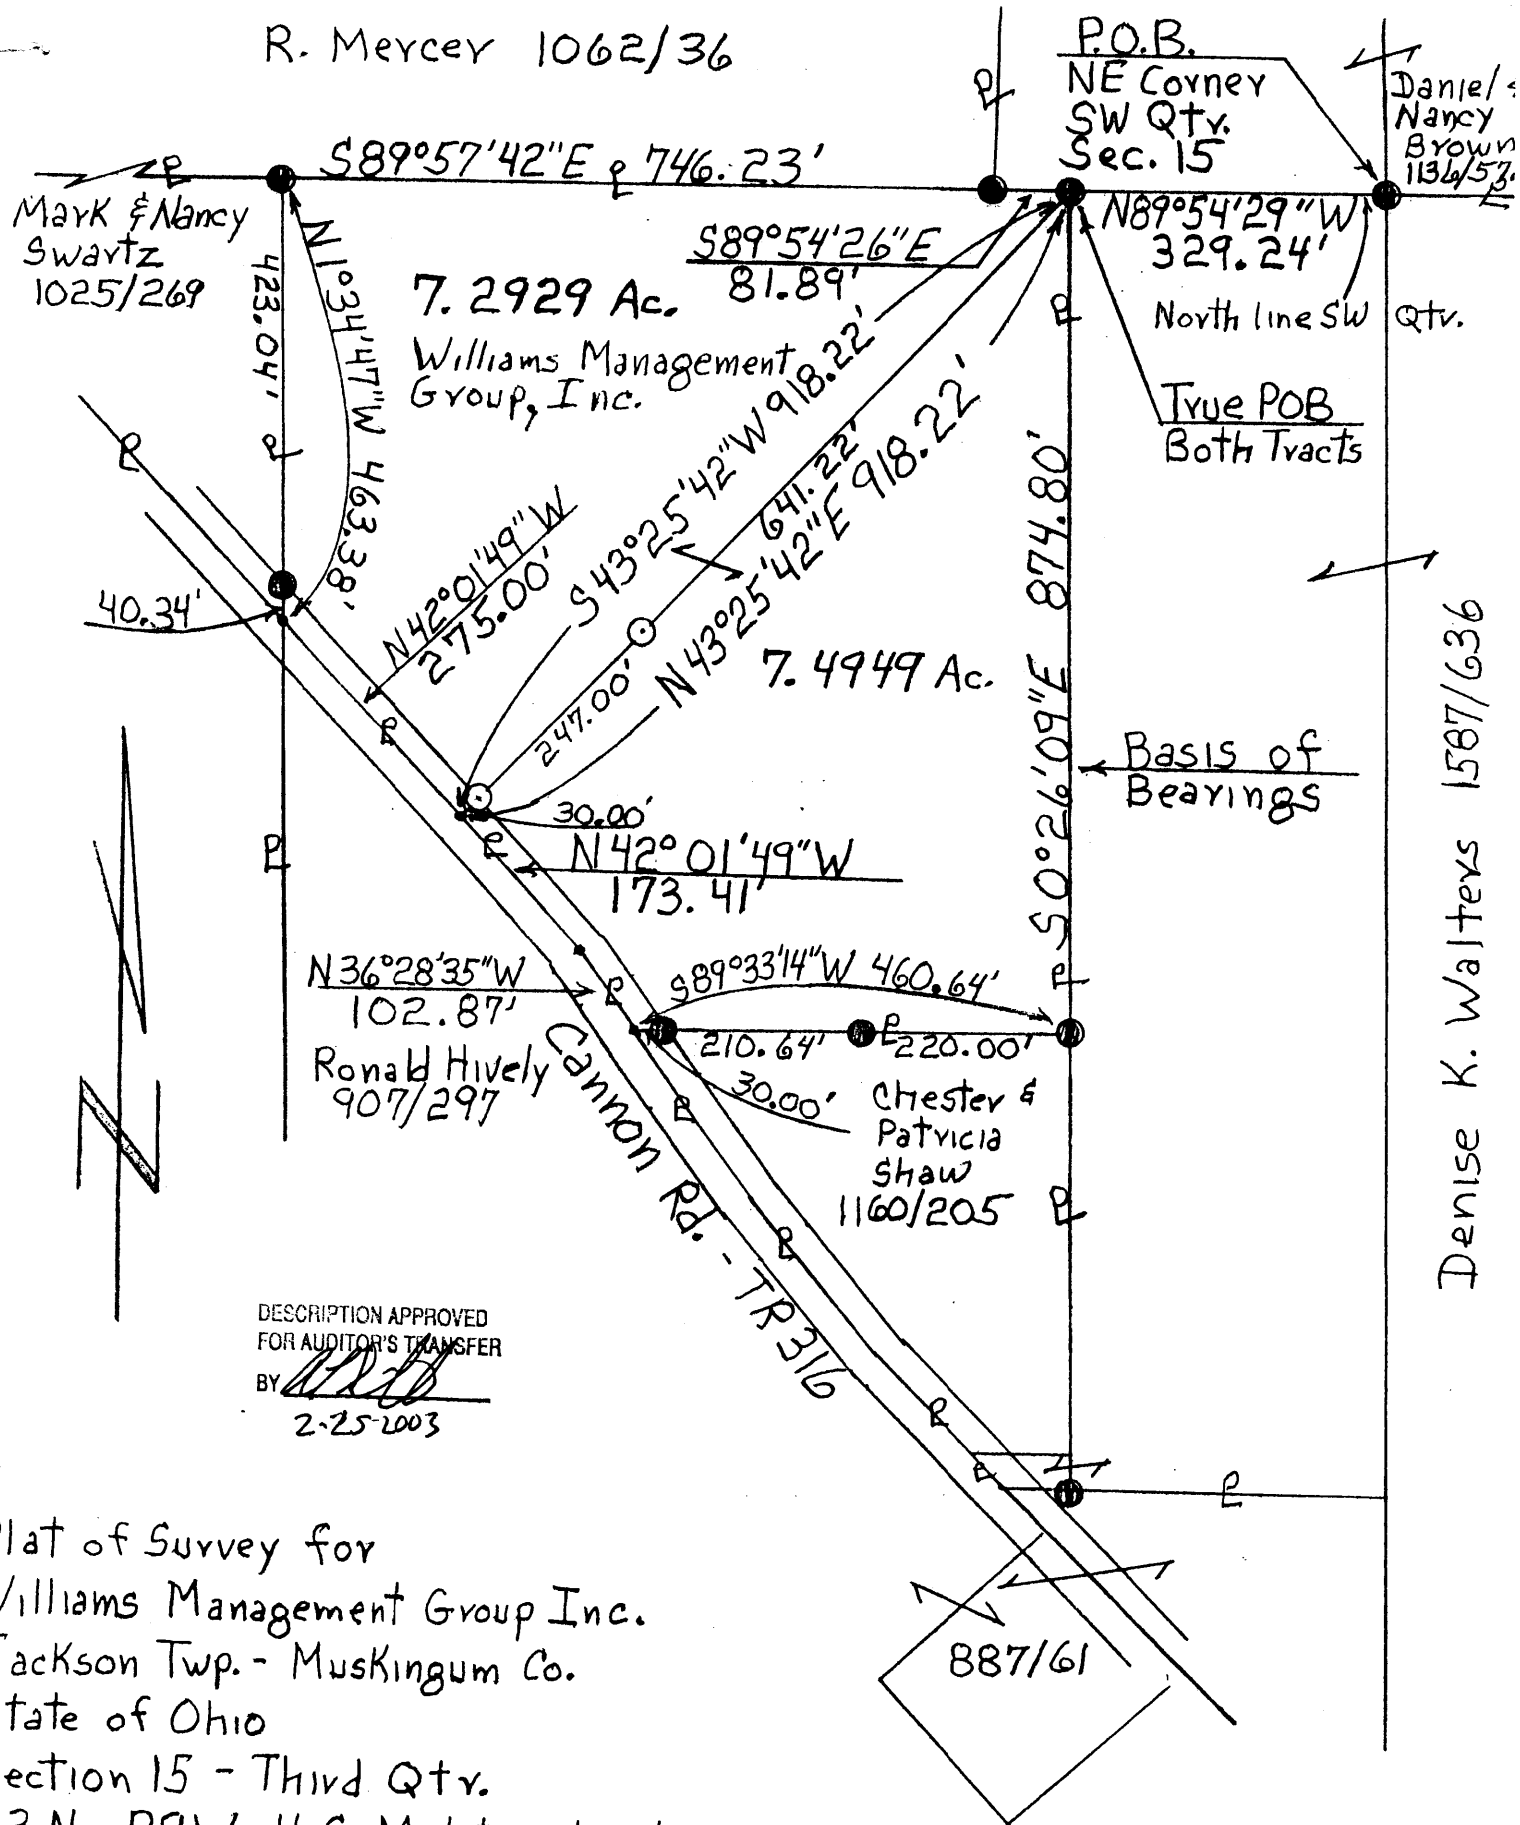 R. Mercer 1062/36
P.O.B.
NE Corner
SW Qtr.
Sec. 15
Daniel &
Nancy
Brown
1136/57
S89°57'42"E 746.23'
Mark & Nancy
Swartz
1025/269
423.04'
N1°34'47"W 463.38'
7.2929 Ac.
Williams Management
Group, Inc.
S89°54'26"E
81.89'
N89°54'29"W
329.24'
North line SW Qtr.
True POB
Both Tracts
S43°25'42"W 918.22'
641.22'
N43°25'42"E 918.22'
247.00'
N42°01'49"W
275.00'
40.34'
7.4949 Ac.
S0°26'09"E 874.80'
Basis of
Bearings
Denise K. Walters 1587/636
30.00'
N42°01'49"W
173.41'
N36°28'35"W
102.87'
S89°33'14"W 460.64'
210.64'
220.00'
30.00'
Ronald Hively
907/297
Chester &
Patricia
Shaw
1160/205
Cannon Rd. - TR316
DESCRIPTION APPROVED
FOR AUDITOR'S TRANSFER
BY
2-25-2003
887/61
lat of Survey for
Williams Management Group Inc.
Jackson Twp. - Muskingum Co.
tate of Ohio
ection 15 - Third Qtr.